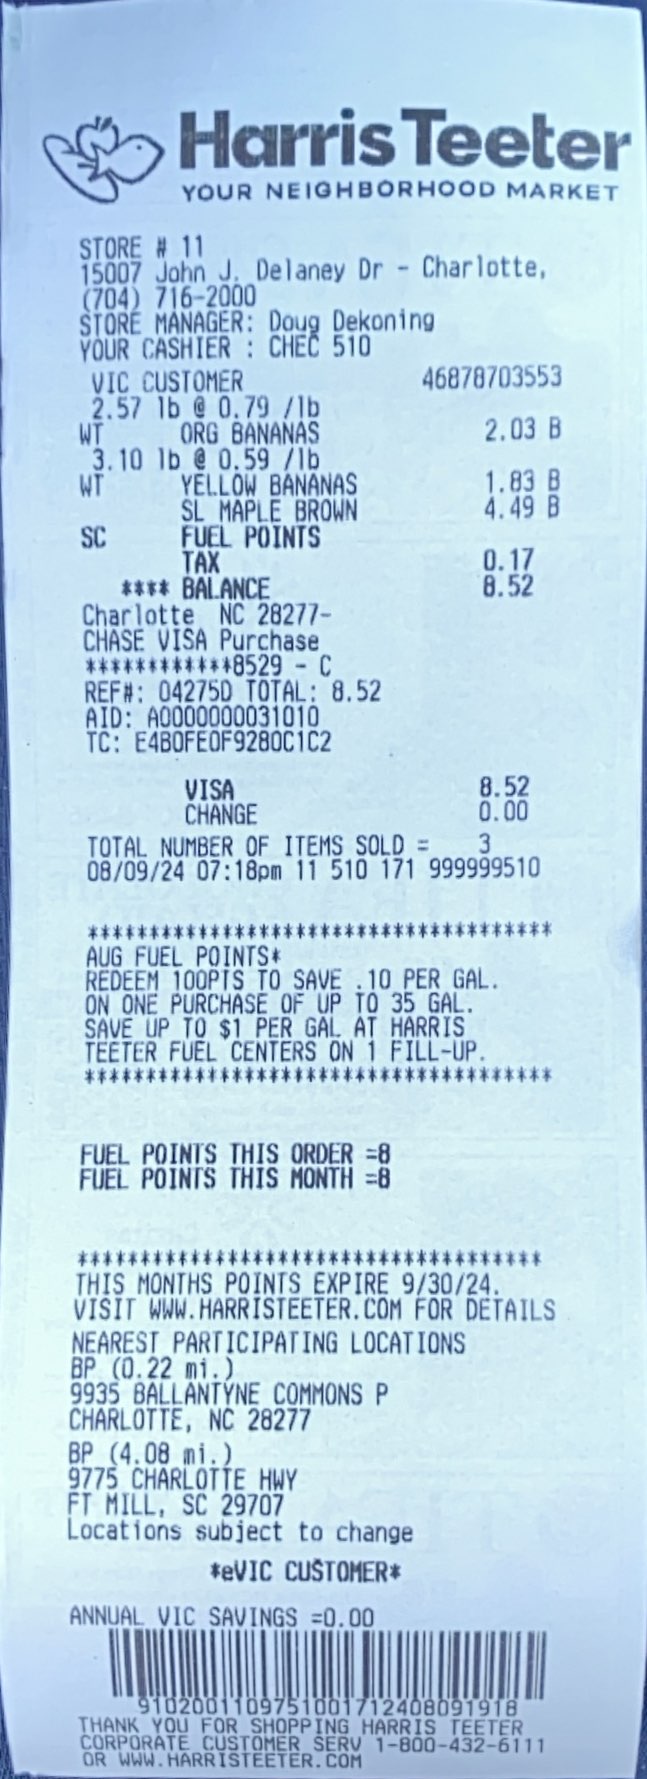 Harris Teeter
YOUR NEIGHBORHOOD MARKET
STORE # 11
15007 John J. Delaney Dr - Charlotte,
(704) 716-2000
STORE MANAGER: Doug Dekoning
YOUR CASHIER : CHEC 510
VIC CUSTOMER 46878703553
2.57 lb @ 0.79 /lb
WT ORG BANANAS 2.03 B
3.10 lb @ 0.59 /lb
WT YELLOW BANANAS 1.83 B
SL MAPLE BROWN 4.49 B
SC FUEL POINTS
TAX 0.17
**** BALANCE 8.52
Charlotte NC 28277-
CHASE VISA Purchase
************8529 - C
REF#: 04275D TOTAL: 8.52
AID: A0000000031010
TC: E4B0FE0F9280C1C2
VISA 8.52
CHANGE 0.00
TOTAL NUMBER OF ITEMS SOLD = 3
08/09/24 07:18pm 11 510 171 999999510
**************************************
AUG FUEL POINTS*
REDEEM 100PTS TO SAVE .10 PER GAL.
ON ONE PURCHASE OF UP TO 35 GAL.
SAVE UP TO $1 PER GAL AT HARRIS
TEETER FUEL CENTERS ON 1 FILL-UP.
**************************************
FUEL POINTS THIS ORDER =8
FUEL POINTS THIS MONTH =8
**************************************
THIS MONTHS POINTS EXPIRE 9/30/24.
VISIT WWW.HARRISTEETER.COM FOR DETAILS
NEAREST PARTICIPATING LOCATIONS
BP (0.22 mi.)
9935 BALLANTYNE COMMONS P
CHARLOTTE, NC 28277
BP (4.08 mi.)
9775 CHARLOTTE HWY
FT MILL, SC 29707
Locations subject to change
*eVIC CUSTOMER*
ANNUAL VIC SAVINGS =0.00
9102001109751001712408091918
THANK YOU FOR SHOPPING HARRIS TEETER
CORPORATE CUSTOMER SERV 1-800-432-6111
OR WWW.HARRISTEETER.COM